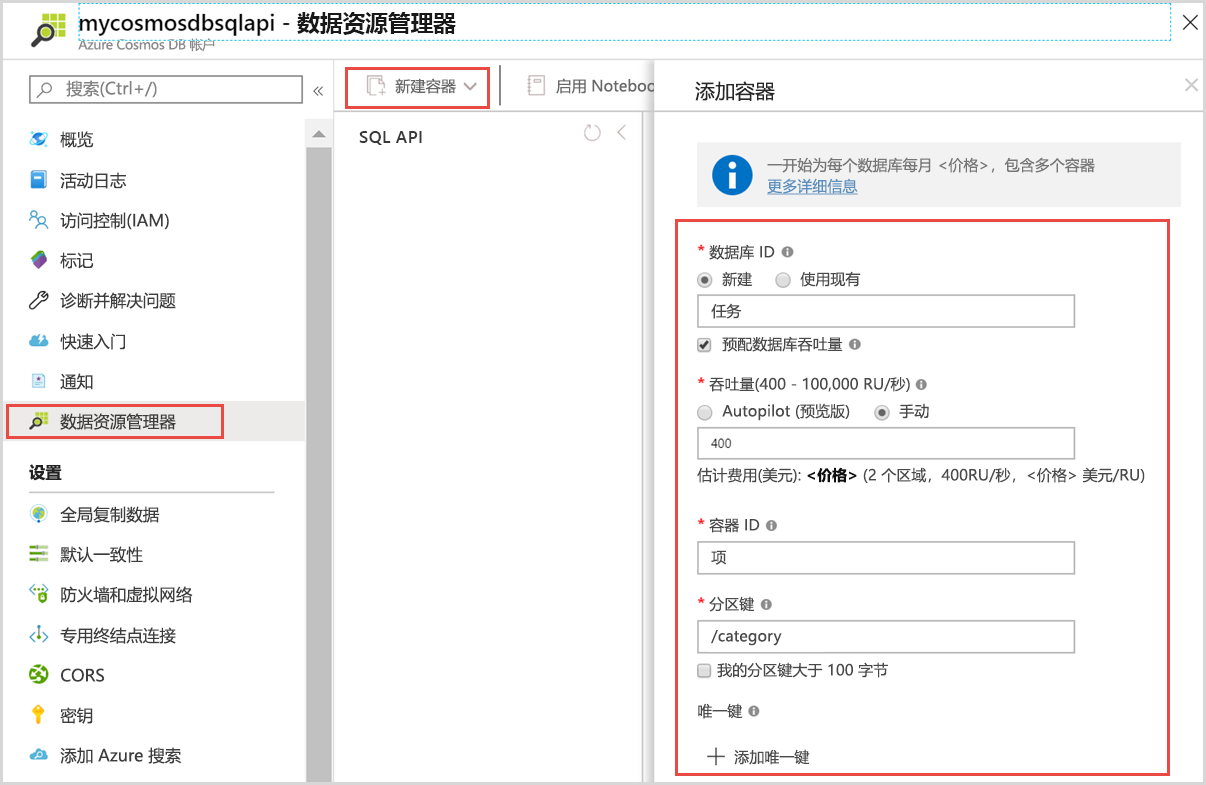 mycosmosdbsqlapi - 数据资源管理器
Azure Cosmos DB 帐户
搜索(Ctrl+/)
概览
活动日志
访问控制(IAM)
标记
诊断并解决问题
快速入门
通知
数据资源管理器
设置
全局复制数据
默认一致性
防火墙和虚拟网络
专用终结点连接
CORS
密钥
添加 Azure 搜索
新建容器
启用 Noteboo
SQL API
添加容器
一开始为每个数据库每月 <价格>，包含多个容器
更多详细信息
* 数据库 ID
新建 使用现有
任务
预配数据库吞吐量
* 吞吐量(400 - 100,000 RU/秒)
Autopilot (预览版) 手动
400
估计费用(美元): <价格> (2 个区域，400RU/秒，<价格> 美元/RU)
* 容器 ID
项
* 分区键
/category
我的分区键大于 100 字节
唯一键
添加唯一键